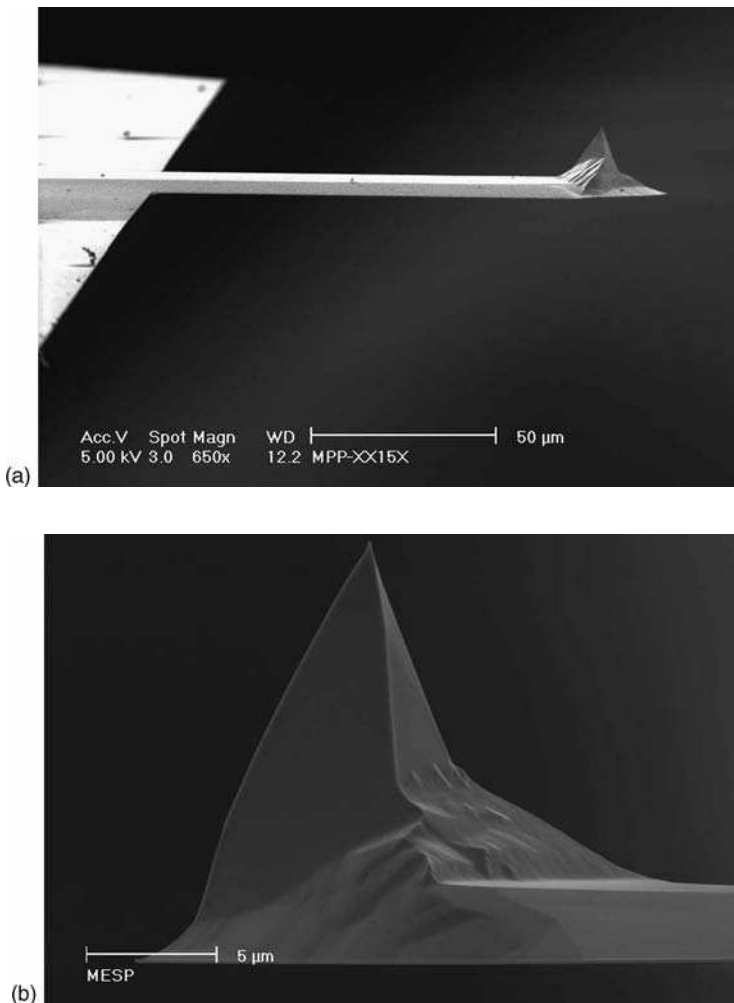 Acc.V Spot Magn WD 50 µm
5.00 kV 3.0 650x 12.2 MPP-XX15X
(a)
5 µm
MESP
(b)